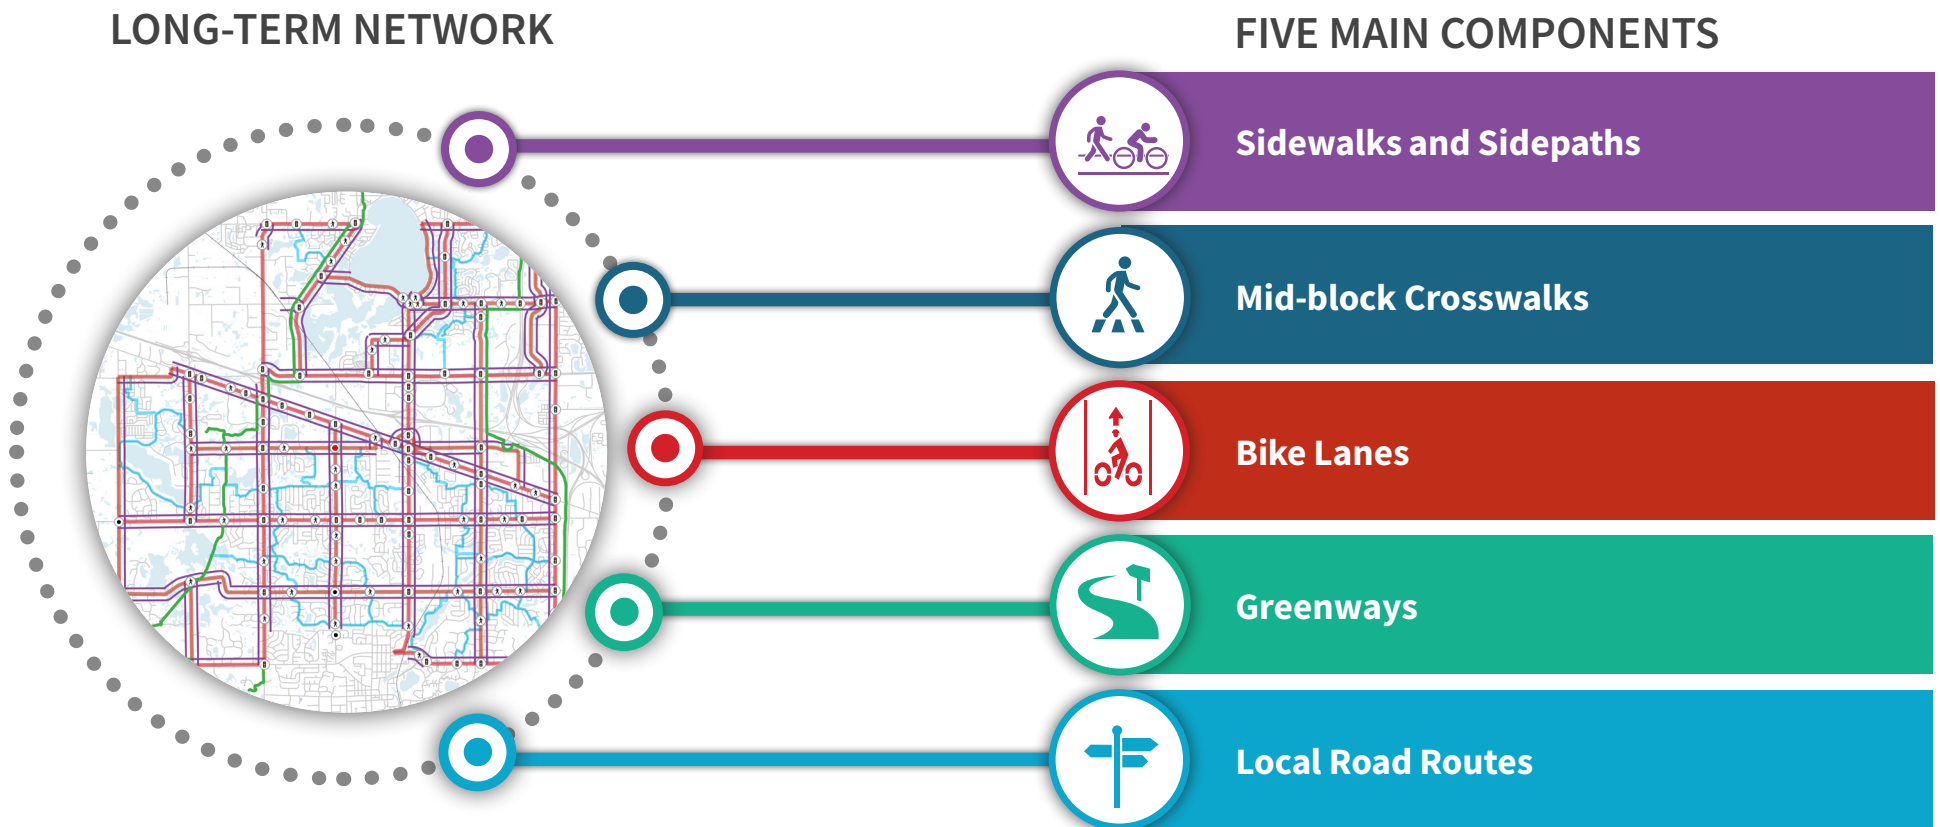 LONG-TERM NETWORK
FIVE MAIN COMPONENTS
Sidewalks and Sidepaths
Mid-block Crosswalks
Bike Lanes
Greenways
Local Road Routes